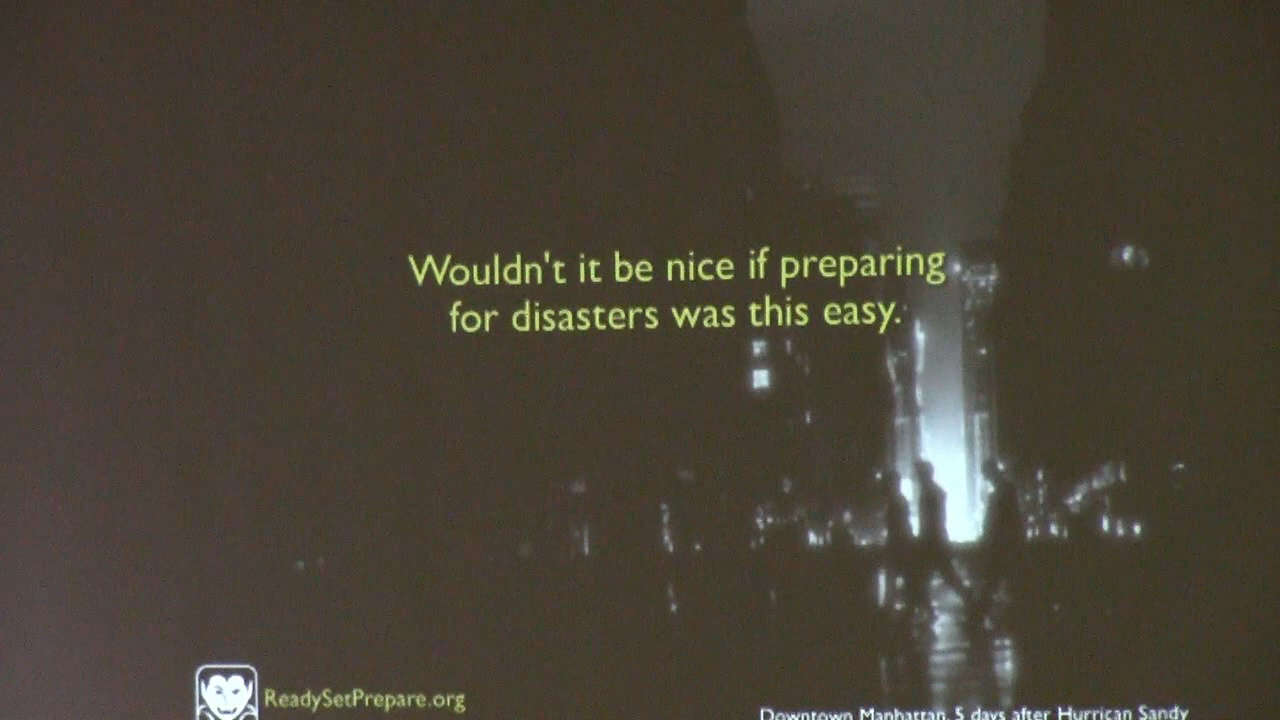 Wouldn't it be nice if preparing
for disasters was this easy.
ReadySetPrepare.org
Downtown Manhattan, 5 days after Hurrican Sandy